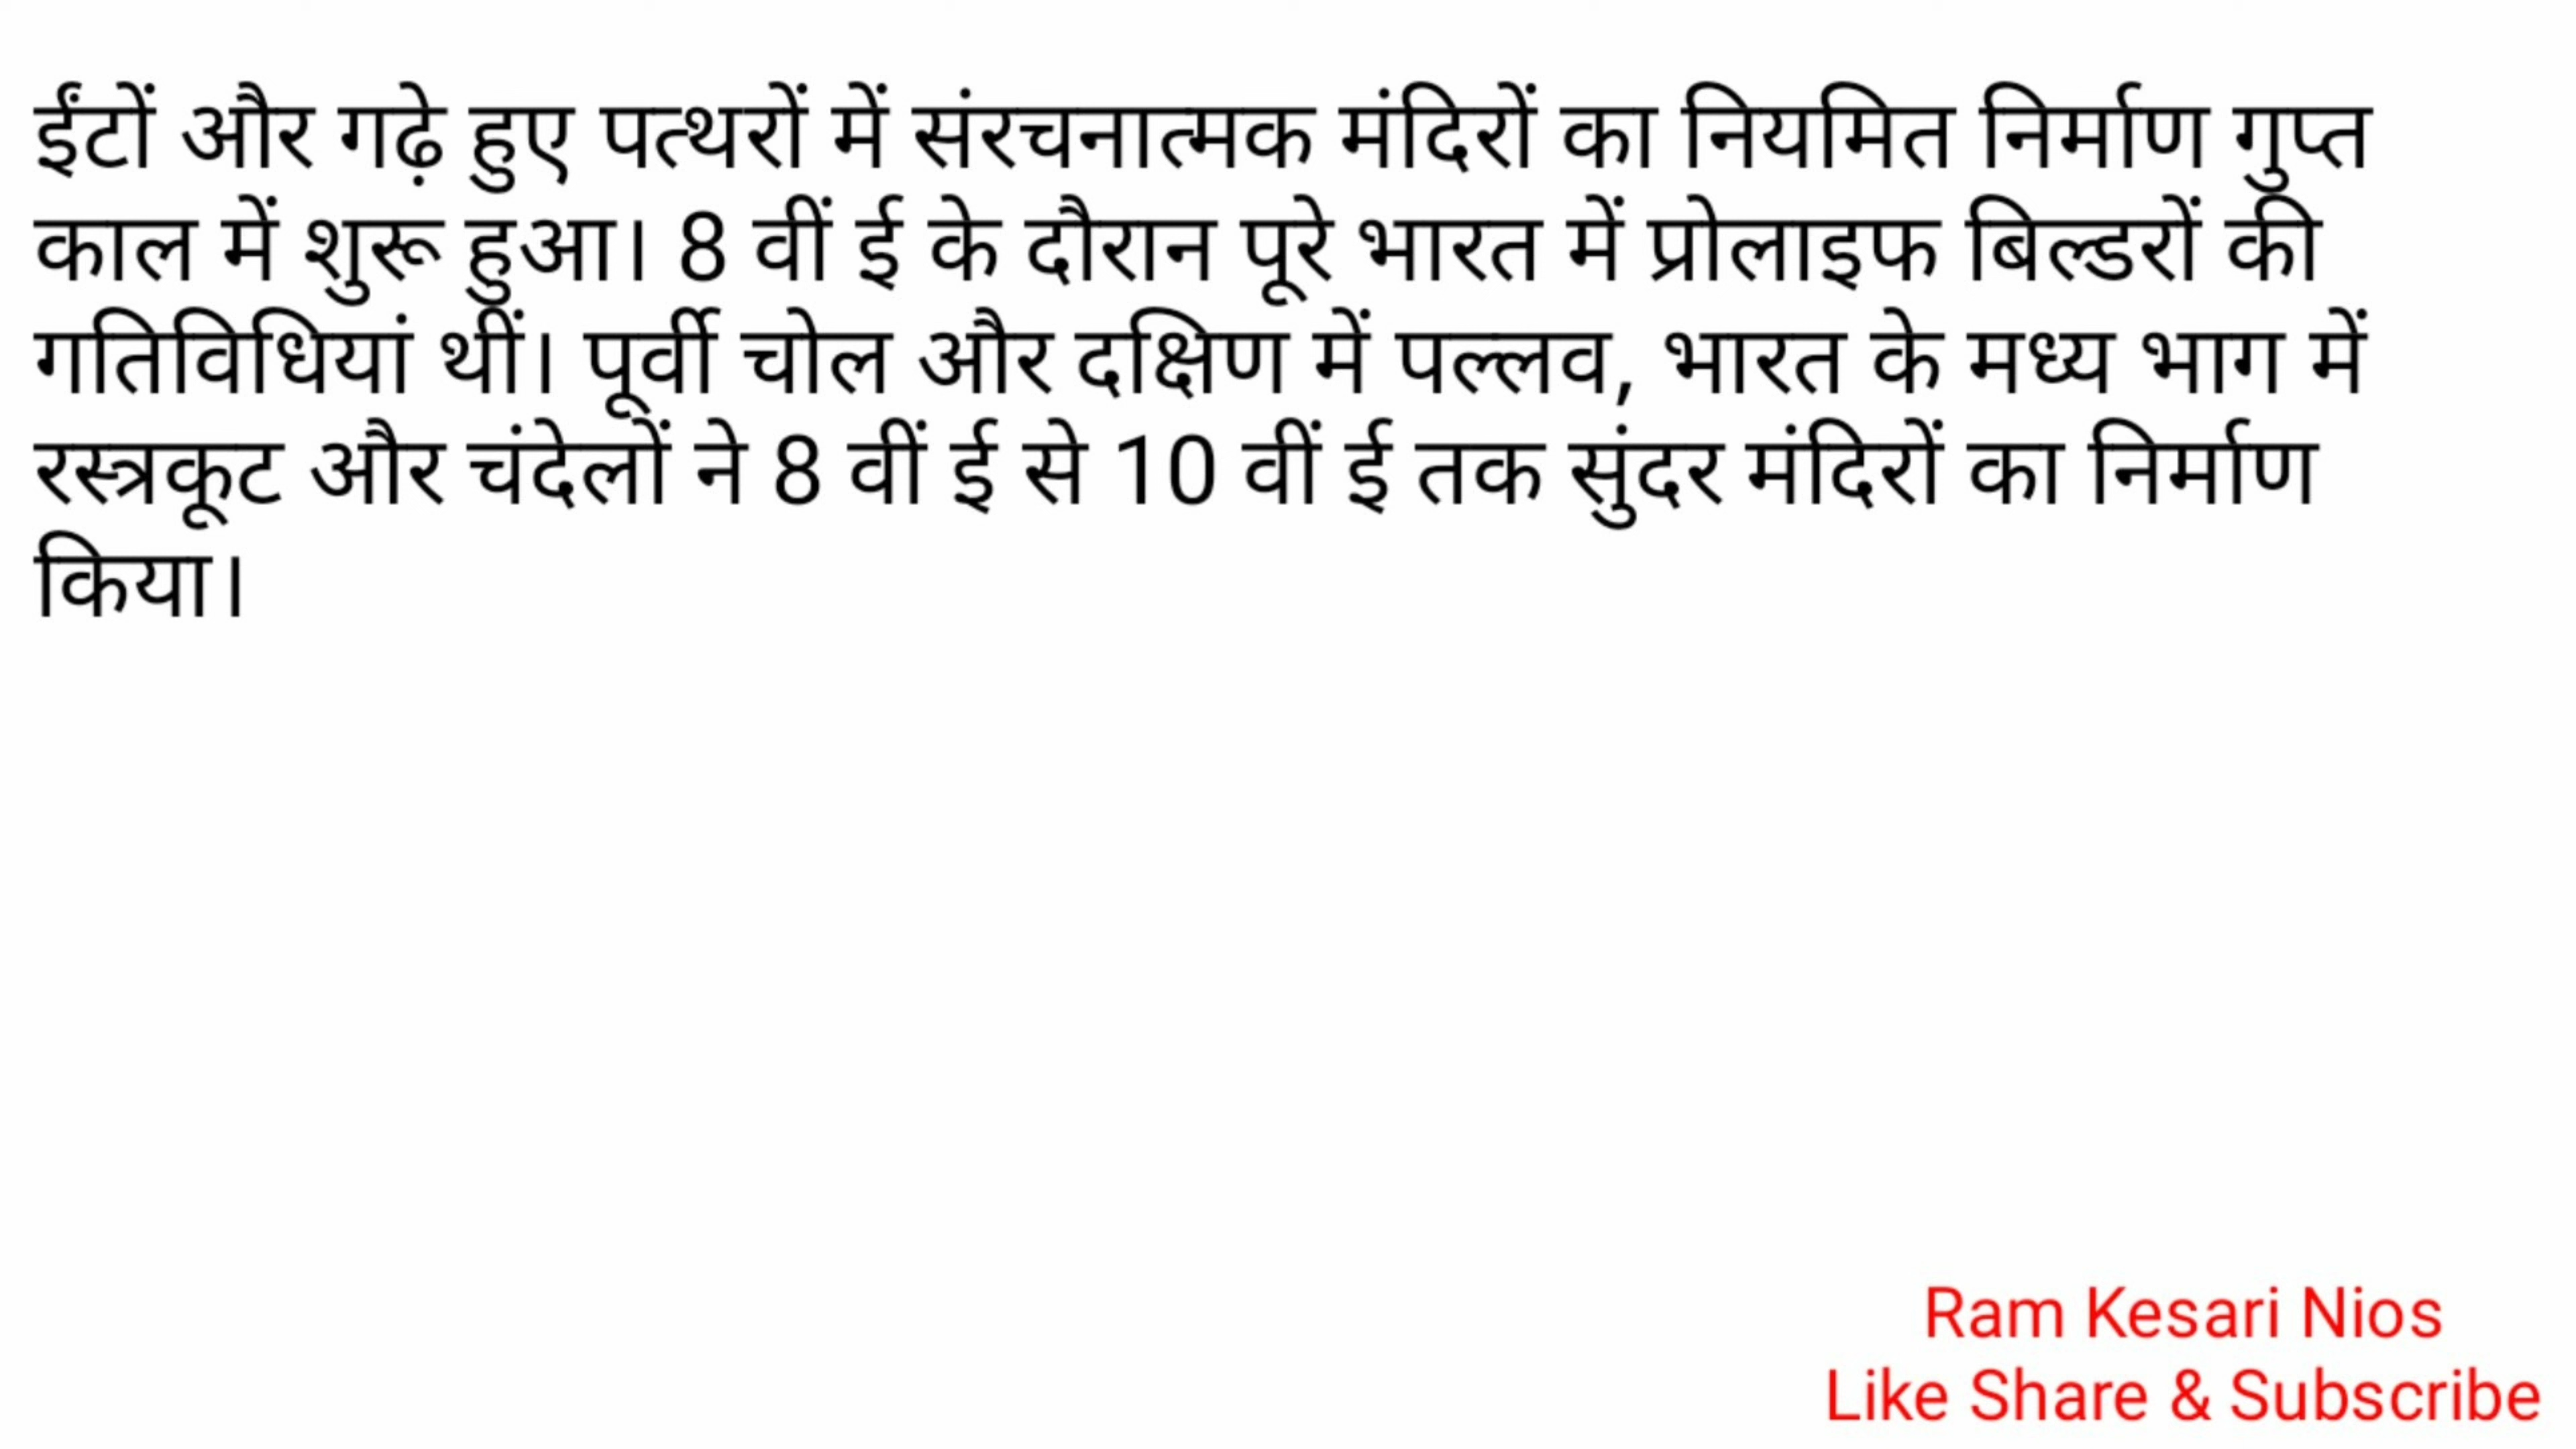 ईंटों और गढ़े हुए पत्थरों में संरचनात्मक मंदिरों का नियमित निर्माण गुप्त
काल में शुरू हुआ। 8 वीं ई के दौरान पूरे भारत में प्रोलाइफ बिल्डरों की
गतिविधियां थीं। पूर्वी चोल और दक्षिण में पल्लव, भारत के मध्य भाग में
रस्त्रकूट और चंदेलों ने 8 वीं ई से 10 वीं ई तक सुंदर मंदिरों का निर्माण
किया।
Ram Kesari Nios
Like Share & Subscribe